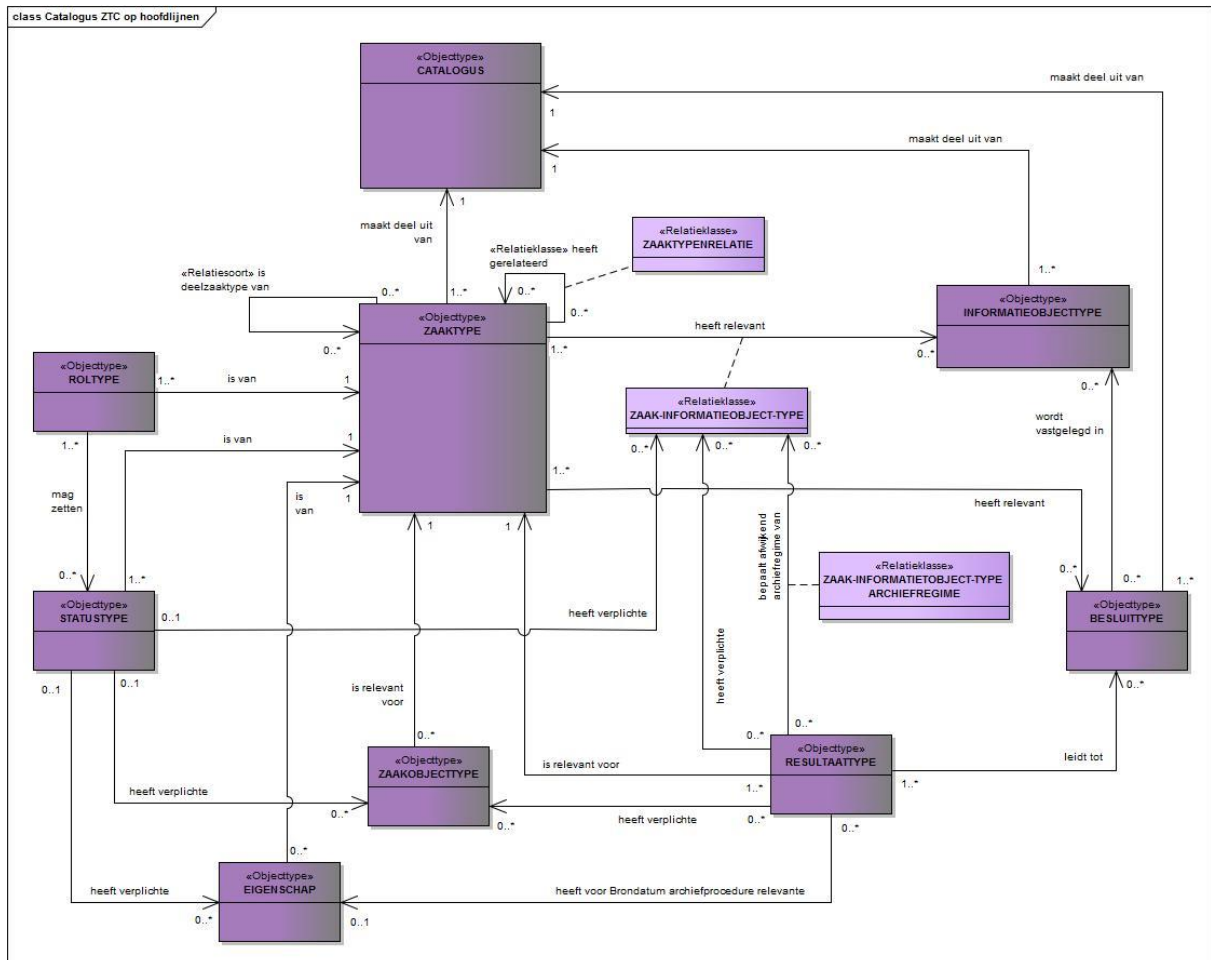 class Catalogus ZTC op hoofdlijnen
«Objecttype»
CATALOGUS
maakt deel uit van
1
maakt deel uit van
1
1
maakt deel uit
van
«Relatieklasse»
ZAAKTYPENRELATIE
«Relatieklasse» heeft
gerelateerd
«Relatiesoort» is
deelzaaktype van
0..*
1..*
0..*
0..*
0..*
1..*
«Objecttype»
INFORMATIEOBJECTTYPE
«Objecttype»
ZAAKTYPE
heeft relevant
1..*
0..*
«Objecttype»
ROLTYPE
1..*
is van
1
0..*
«Relatieklasse»
ZAAK-INFORMATIEOBJECT-TYPE
wordt
vastgelegd in
1..*
is van
1
0..*
0..*
0..*
1..*
mag
zetten
is
van
1
heeft relevant
1
1
bepaalt afwijkend
archiefregime van
«Relatieklasse»
ZAAK-INFORMATIETOBJECT-TYPE
ARCHIEFREGIME
0..*
0..*
1..*
0..*
0..*
1..*
«Objecttype»
STATUSTYPE
0..1
heeft verplichte
«Objecttype»
BESLUITTYPE
heeft verplichte
0..1
0..1
is relevant
voor
0..*
0..*
0..*
0..*
«Objecttype»
ZAAKOBJECTTYPE
«Objecttype»
RESULTAATTYPE
is relevant voor
leidt tot
1..*
1..*
heeft verplichte
0..*
0..*
heeft verplichte
0..*
0..*
0..*
«Objecttype»
EIGENSCHAP
heeft verplichte
0..*
heeft voor Brondatum archiefprocedure relevante
0..1